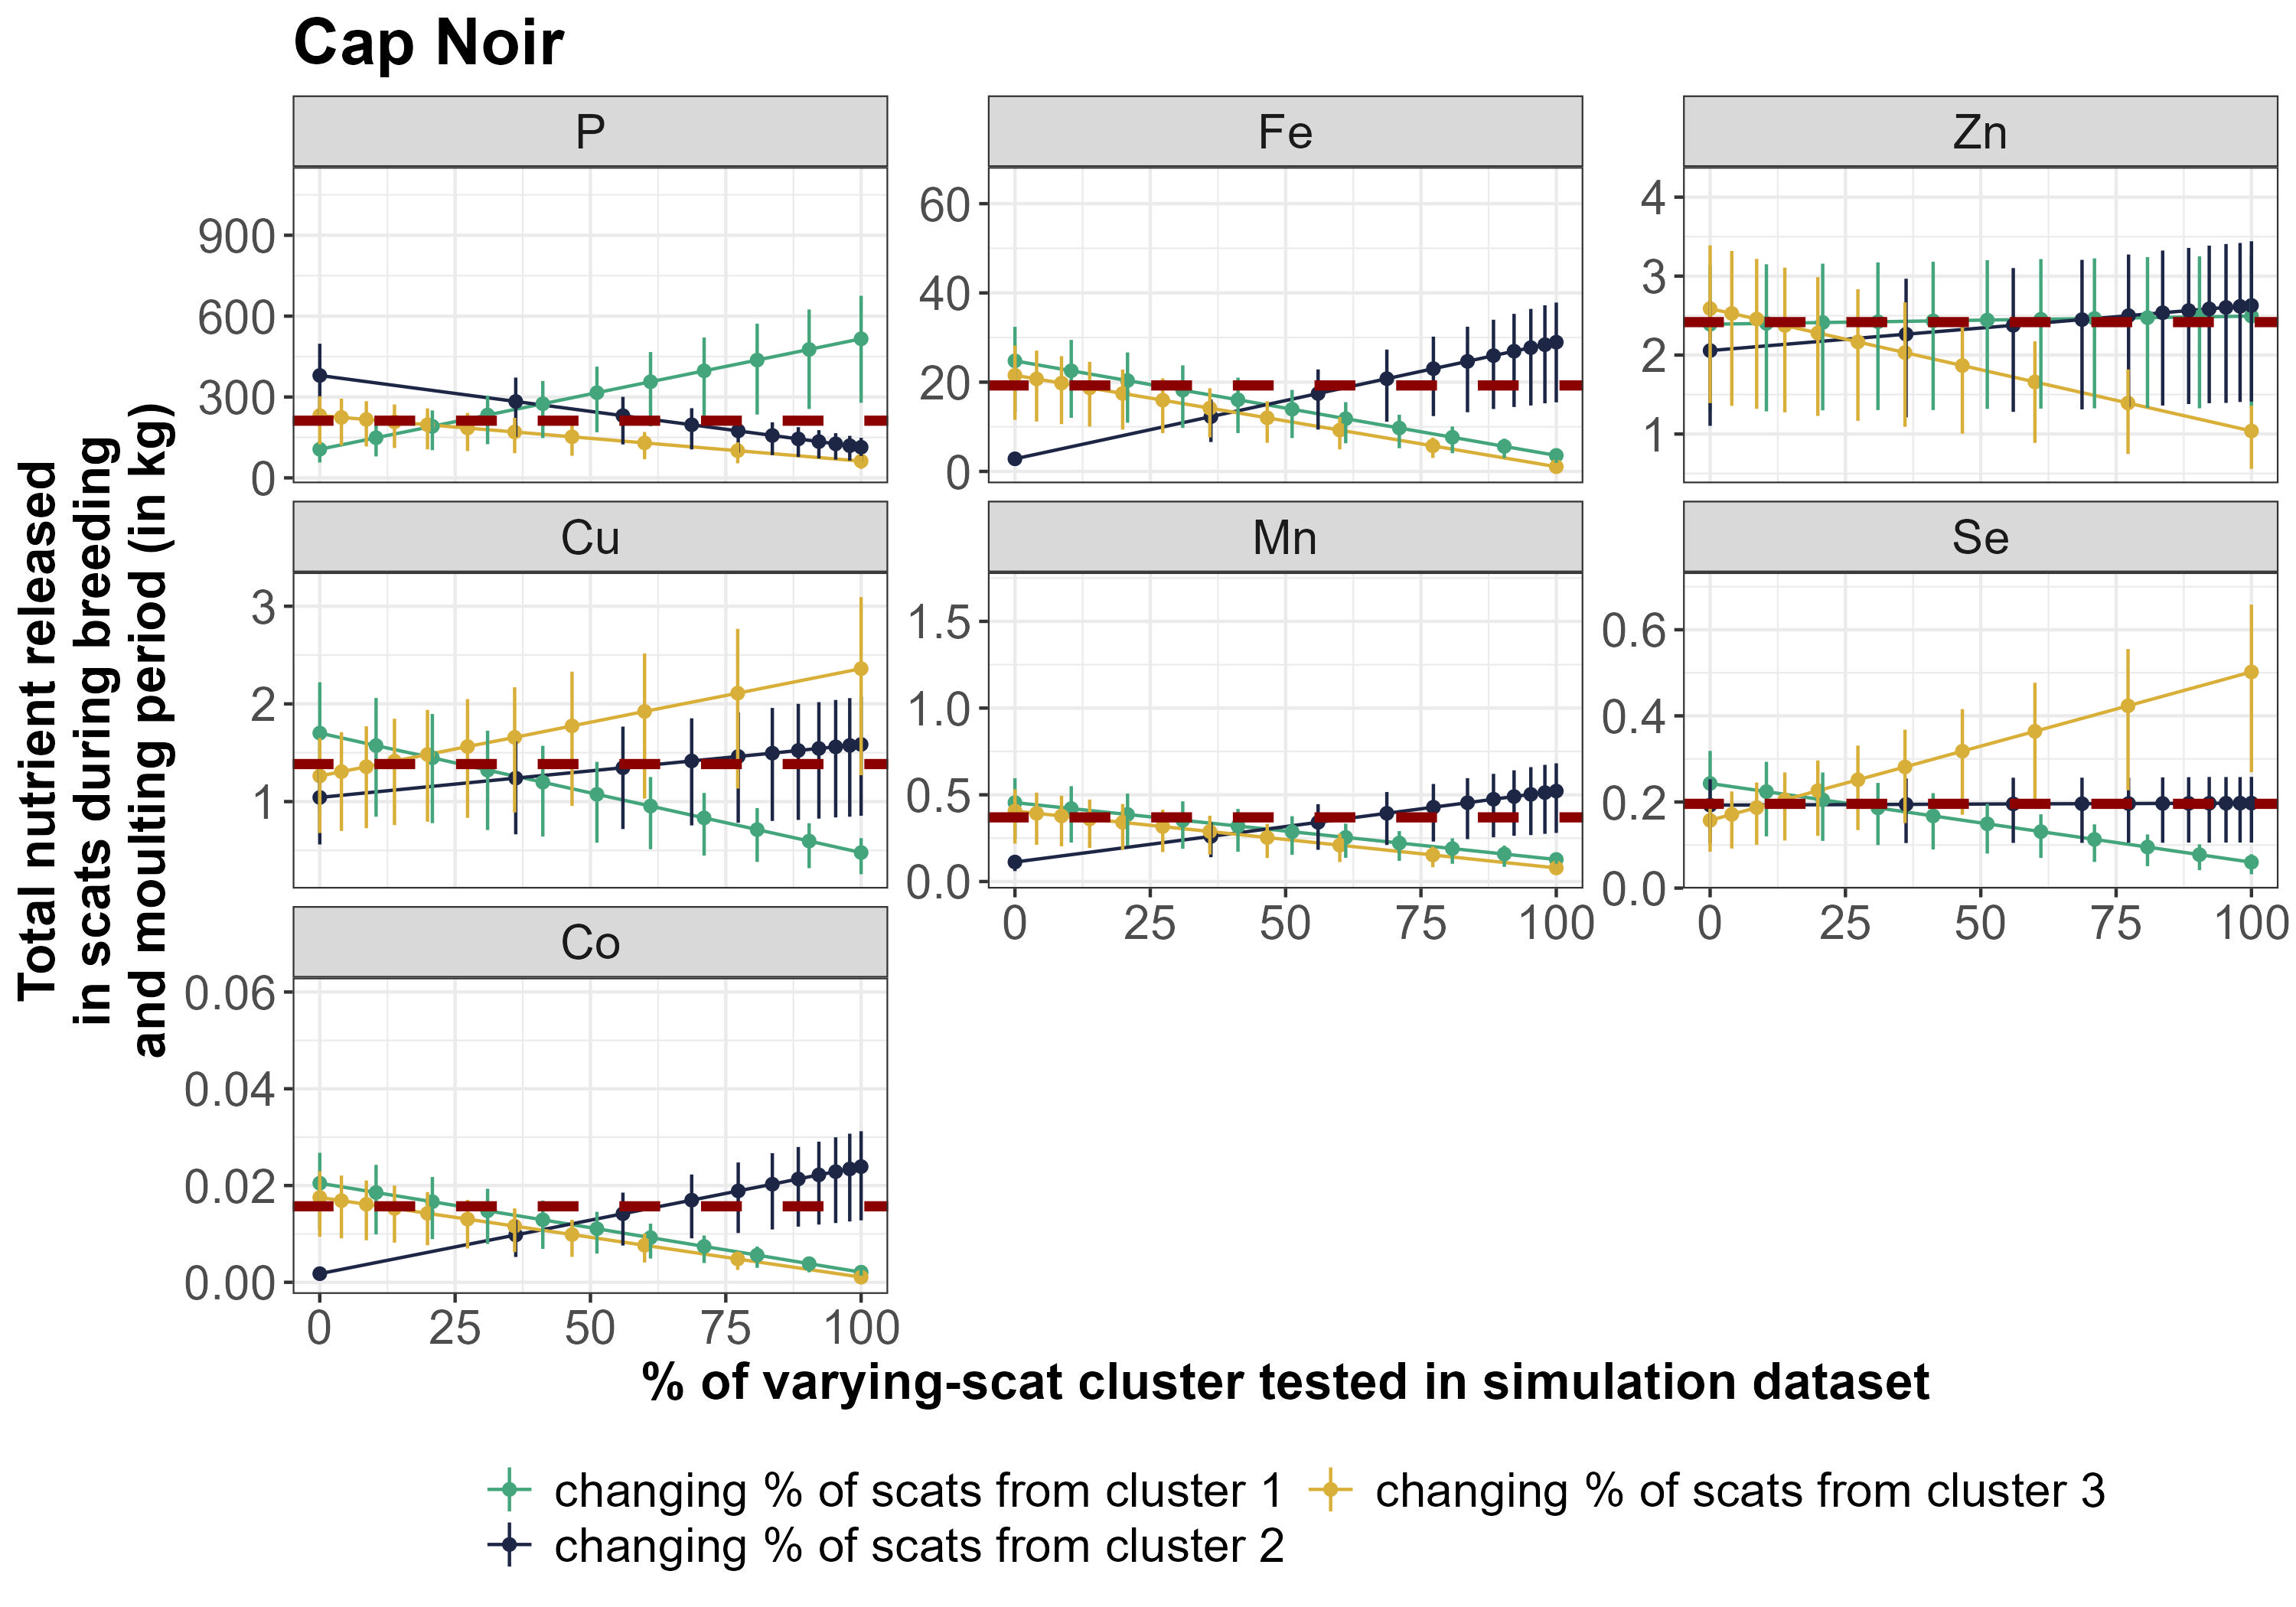 Cap Noir
P
Fe
Zn
900
600
300
0
60
40
20
0
4
3
2
1
Cu
Mn
Se
3
2
1
1.5
1.0
0.5
0.0
0.6
0.4
0.2
0.0
0 25 50 75 100
0 25 50 75 100
Co
0.06
0.04
0.02
0.00
0 25 50 75 100
Total nutrient released
in scats during breeding
and moulting period (in kg)
% of varying-scat cluster tested in simulation dataset
changing % of scats from cluster 1
changing % of scats from cluster 3
changing % of scats from cluster 2